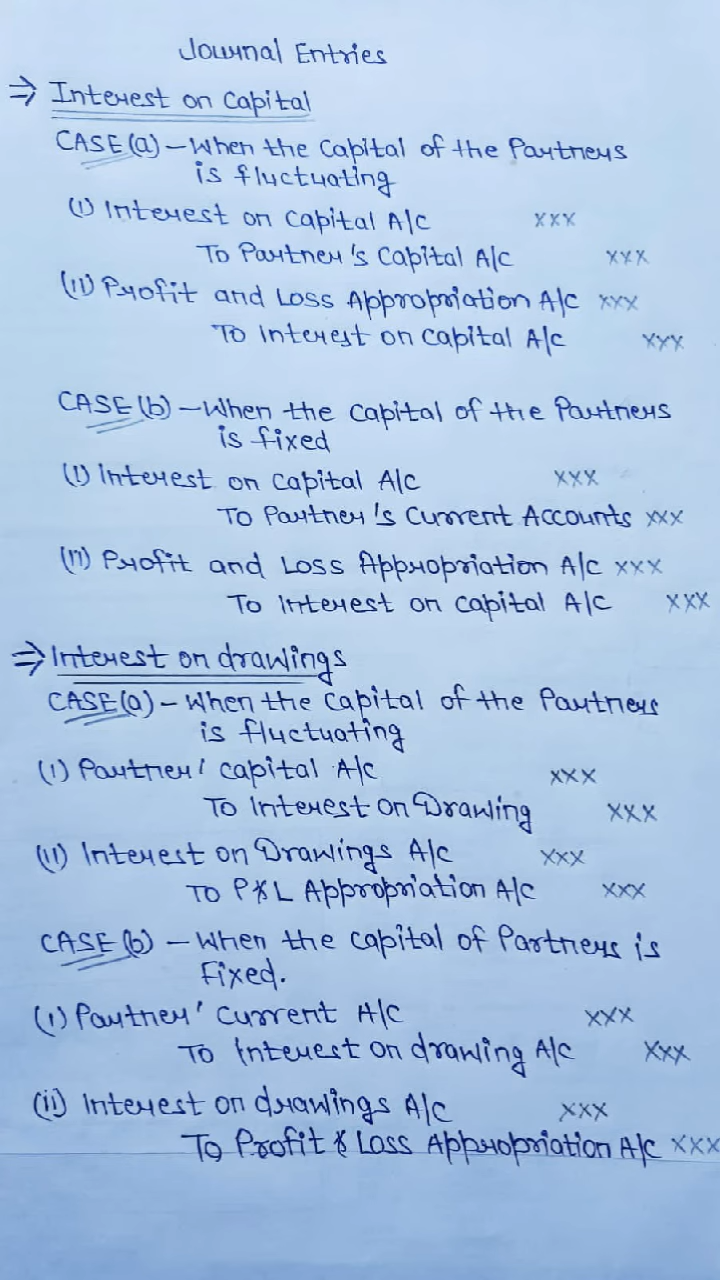 Journal Entries
⇒ Interest on Capital
CASE (a) – When the Capital of the Partners
is fluctuating
(I) Interest on Capital A/c xxx
To Partner's Capital A/c xxx
(II) Profit and Loss Appropriation A/c xxx
To Interest on Capital A/c xxx
CASE (b) – When the Capital of the Partners
is fixed
(I) Interest on Capital A/c xxx
To Partner's Current Accounts xxx
(II) Profit and Loss Appropriation A/c xxx
To Interest on Capital A/c xxx
⇒ Interest on drawings
CASE (a) – When the Capital of the Partners
is fluctuating
(I) Partner' Capital A/c xxx
To Interest on Drawing xxx
(II) Interest on Drawings A/c xxx
To P&L Appropriation A/c xxx
CASE (b) – When the Capital of Partners is
Fixed.
(I) Partner' Current A/c xxx
To Interest on drawing A/c xxx
(ii) Interest on drawings A/c xxx
To Profit & Loss Appropriation A/c xxx